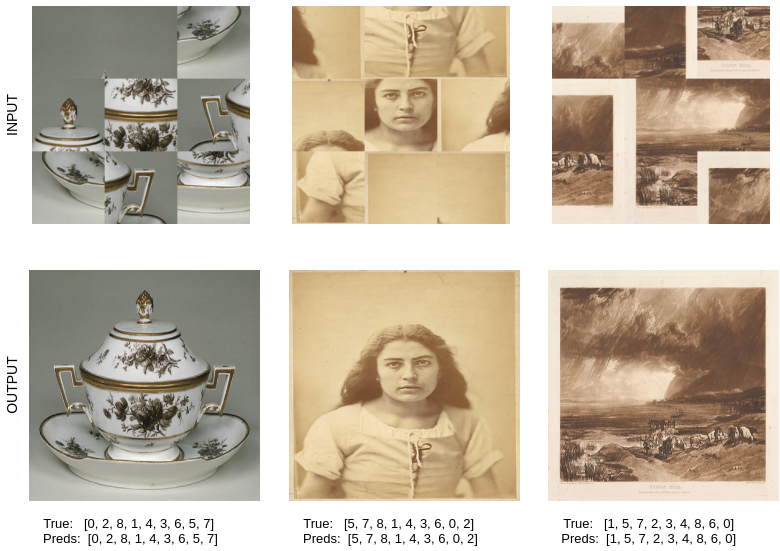 INPUT
OUTPUT
True: [0, 2, 8, 1, 4, 3, 6, 5, 7]
Preds: [0, 2, 8, 1, 4, 3, 6, 5, 7]
True: [5, 7, 8, 1, 4, 3, 6, 0, 2]
Preds: [5, 7, 8, 1, 4, 3, 6, 0, 2]
True: [1, 5, 7, 2, 3, 4, 8, 6, 0]
Preds: [1, 5, 7, 2, 3, 4, 8, 6, 0]